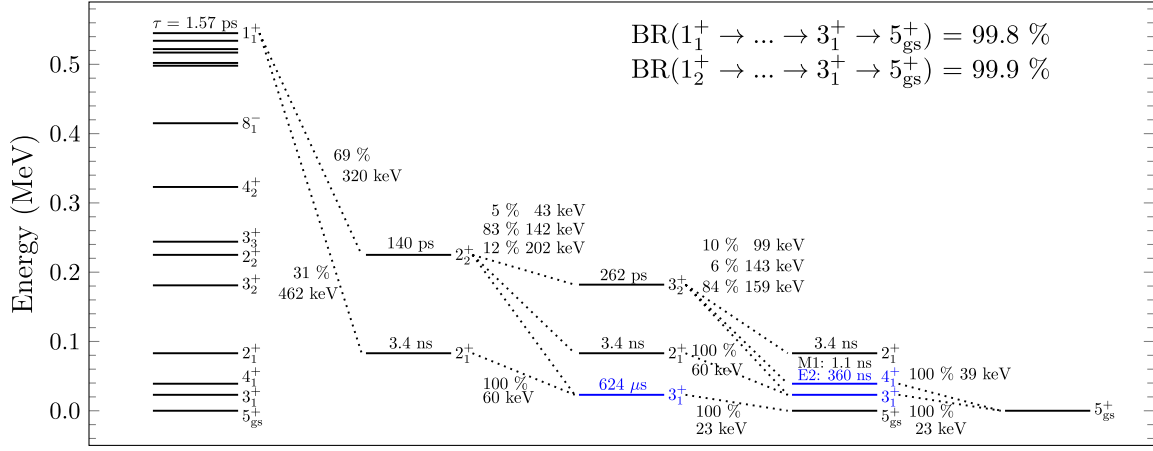 τ = 1.57 ps
1₁⁺
BR(1₁⁺ → ... → 3₁⁺ → 5gs⁺) = 99.8 %
BR(1₂⁺ → ... → 3₁⁺ → 5gs⁺) = 99.9 %
Energy (MeV)
0.5
0.4
0.3
0.2
0.1
0.0
8₁⁻
4₂⁺
3₃⁺
2₂⁺
3₂⁺
2₁⁺
4₁⁺
3₁⁺
5gs⁺
69 %
320 keV
31 %
462 keV
140 ps 2₂⁺
3.4 ns 2₁⁺
5 % 43 keV
83 % 142 keV
12 % 202 keV
100 %
60 keV
262 ps 3₂⁺
3.4 ns 2₁⁺
624 μs 3₁⁺
10 % 99 keV
6 % 143 keV
84 % 159 keV
100 %
60 keV
100 %
23 keV
3.4 ns 2₁⁺
M1: 1.1 ns
E2: 360 ns 4₁⁺
3₁⁺
5gs⁺
100 % 39 keV
100 %
23 keV
5gs⁺